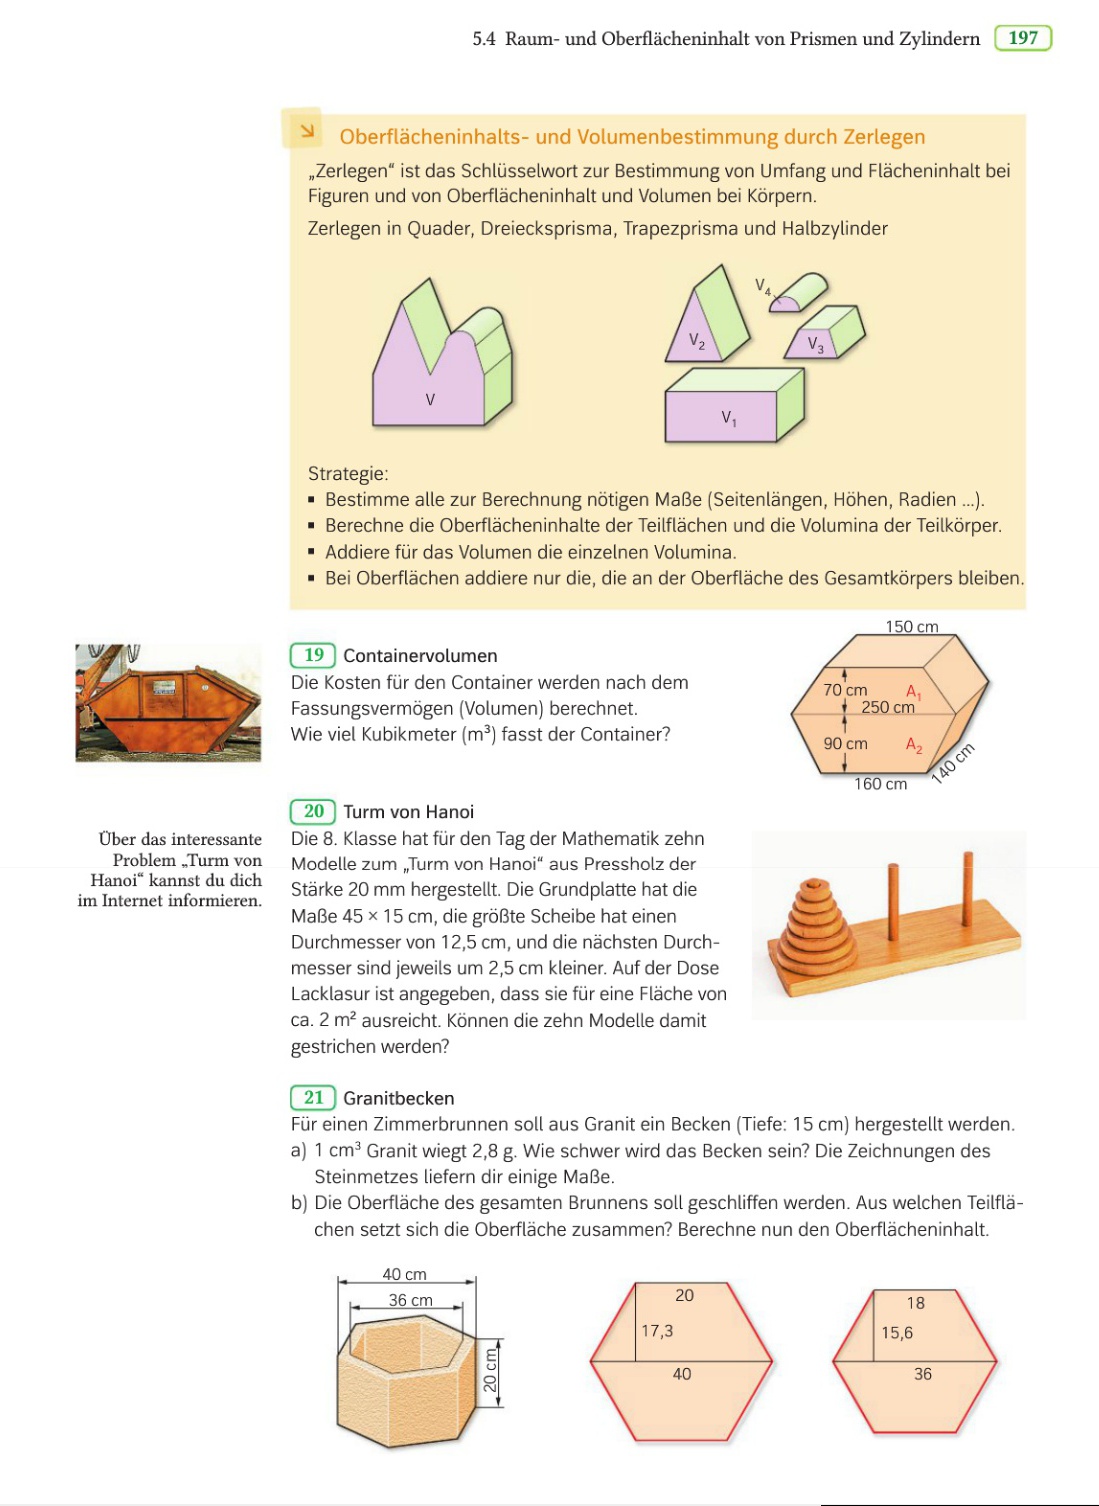 5.4 Raum- und Oberflächeninhalt von Prismen und Zylindern 197
Oberflächeninhalts- und Volumenbestimmung durch Zerlegen
„Zerlegen“ ist das Schlüsselwort zur Bestimmung von Umfang und Flächeninhalt bei
Figuren und von Oberflächeninhalt und Volumen bei Körpern.
Zerlegen in Quader, Dreiecksprisma, Trapezprisma und Halbzylinder
V
V₂
V₄
V₃
V₁
Strategie:
▪ Bestimme alle zur Berechnung nötigen Maße (Seitenlängen, Höhen, Radien ...).
▪ Berechne die Oberflächeninhalte der Teilflächen und die Volumina der Teilkörper.
▪ Addiere für das Volumen die einzelnen Volumina.
▪ Bei Oberflächen addiere nur die, die an der Oberfläche des Gesamtkörpers bleiben.
19 Containervolumen
Die Kosten für den Container werden nach dem
Fassungsvermögen (Volumen) berechnet.
Wie viel Kubikmeter (m³) fasst der Container?
150 cm
70 cm A₁
250 cm
90 cm A₂
160 cm
140 cm
20 Turm von Hanoi
Die 8. Klasse hat für den Tag der Mathematik zehn
Modelle zum „Turm von Hanoi“ aus Pressholz der
Stärke 20 mm hergestellt. Die Grundplatte hat die
Maße 45 × 15 cm, die größte Scheibe hat einen
Durchmesser von 12,5 cm, und die nächsten Durch-
messer sind jeweils um 2,5 cm kleiner. Auf der Dose
Lacklasur ist angegeben, dass sie für eine Fläche von
ca. 2 m² ausreicht. Können die zehn Modelle damit
gestrichen werden?
Über das interessante
Problem „Turm von
Hanoi“ kannst du dich
im Internet informieren.
21 Granitbecken
Für einen Zimmerbrunnen soll aus Granit ein Becken (Tiefe: 15 cm) hergestellt werden.
a) 1 cm³ Granit wiegt 2,8 g. Wie schwer wird das Becken sein? Die Zeichnungen des
Steinmetzes liefern dir einige Maße.
b) Die Oberfläche des gesamten Brunnens soll geschliffen werden. Aus welchen Teilflä-
chen setzt sich die Oberfläche zusammen? Berechne nun den Oberflächeninhalt.
40 cm
36 cm
20 cm
20
17,3
40
18
15,6
36